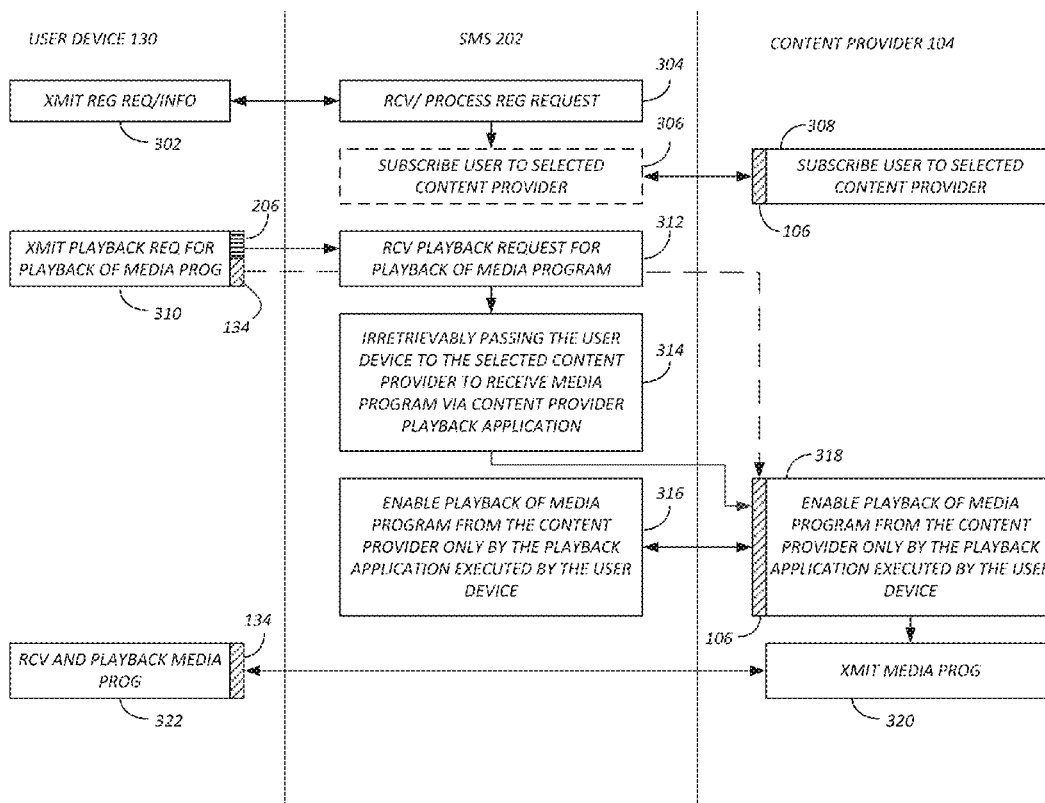 USER DEVICE 130
SMS 202
CONTENT PROVIDER 104
XMIT REG REQ/INFO
302
RCV/ PROCESS REG REQUEST
304
306
SUBSCRIBE USER TO SELECTED
CONTENT PROVIDER
308
SUBSCRIBE USER TO SELECTED
CONTENT PROVIDER
106
206
XMIT PLAYBACK REQ FOR
PLAYBACK OF MEDIA PROG
310
134
312
RCV PLAYBACK REQUEST FOR
PLAYBACK OF MEDIA PROGRAM
IRRETRIEVABLY PASSING THE USER
DEVICE TO THE SELECTED CONTENT
PROVIDER TO RECEIVE MEDIA
PROGRAM VIA CONTENT PROVIDER
PLAYBACK APPLICATION
314
316
ENABLE PLAYBACK OF MEDIA
PROGRAM FROM THE CONTENT
PROVIDER ONLY BY THE PLAYBACK
APPLICATION EXECUTED BY THE USER
DEVICE
318
ENABLE PLAYBACK OF MEDIA
PROGRAM FROM THE CONTENT
PROVIDER ONLY BY THE PLAYBACK
APPLICATION EXECUTED BY THE USER
DEVICE
106
134
RCV AND PLAYBACK MEDIA
PROG
322
XMIT MEDIA PROG
320